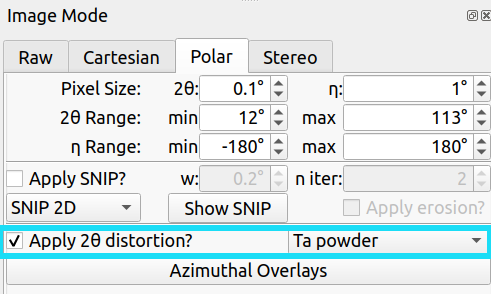 Image Mode
Raw Cartesian Polar Stereo
Pixel Size: 2θ: 0.1° η: 1°
2θ Range: min 12° max 113°
η Range: min -180° max 180°
Apply SNIP? w: 0.2° n iter: 2
SNIP 2D Show SNIP Apply erosion?
Apply 2θ distortion? Ta powder
Azimuthal Overlays